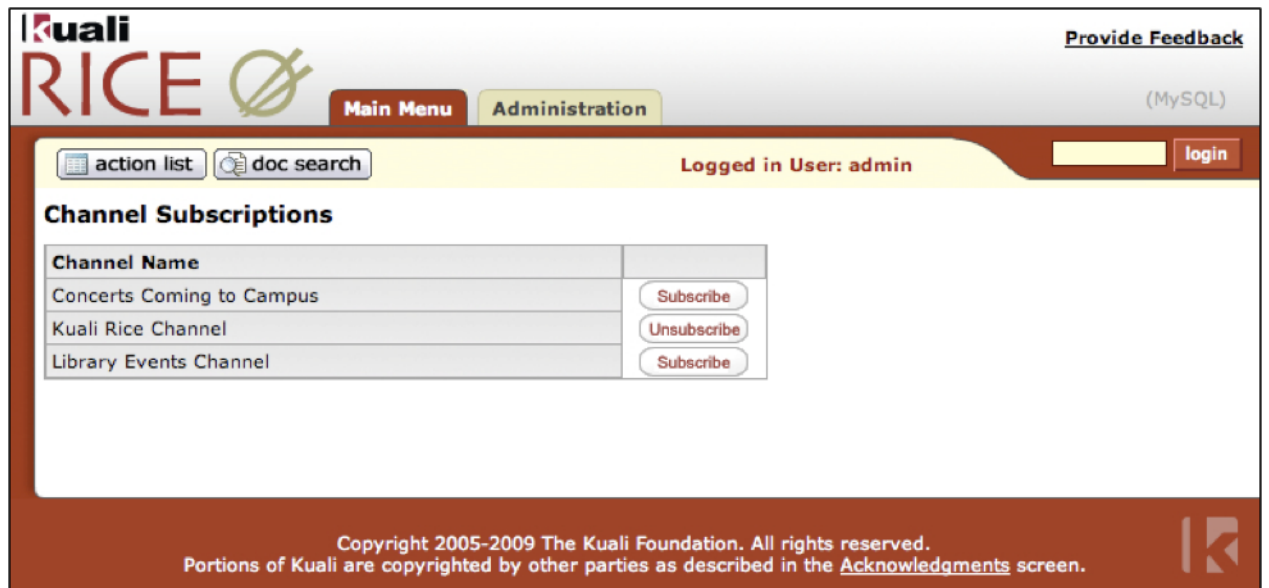 Kuali
RICE
Provide Feedback
Main Menu
Administration
(MySQL)
action list
doc search
Logged in User: admin
login
Channel Subscriptions
Channel Name
Concerts Coming to Campus Subscribe
Kuali Rice Channel Unsubscribe
Library Events Channel Subscribe
Copyright 2005-2009 The Kuali Foundation. All rights reserved.
Portions of Kuali are copyrighted by other parties as described in the Acknowledgments screen.